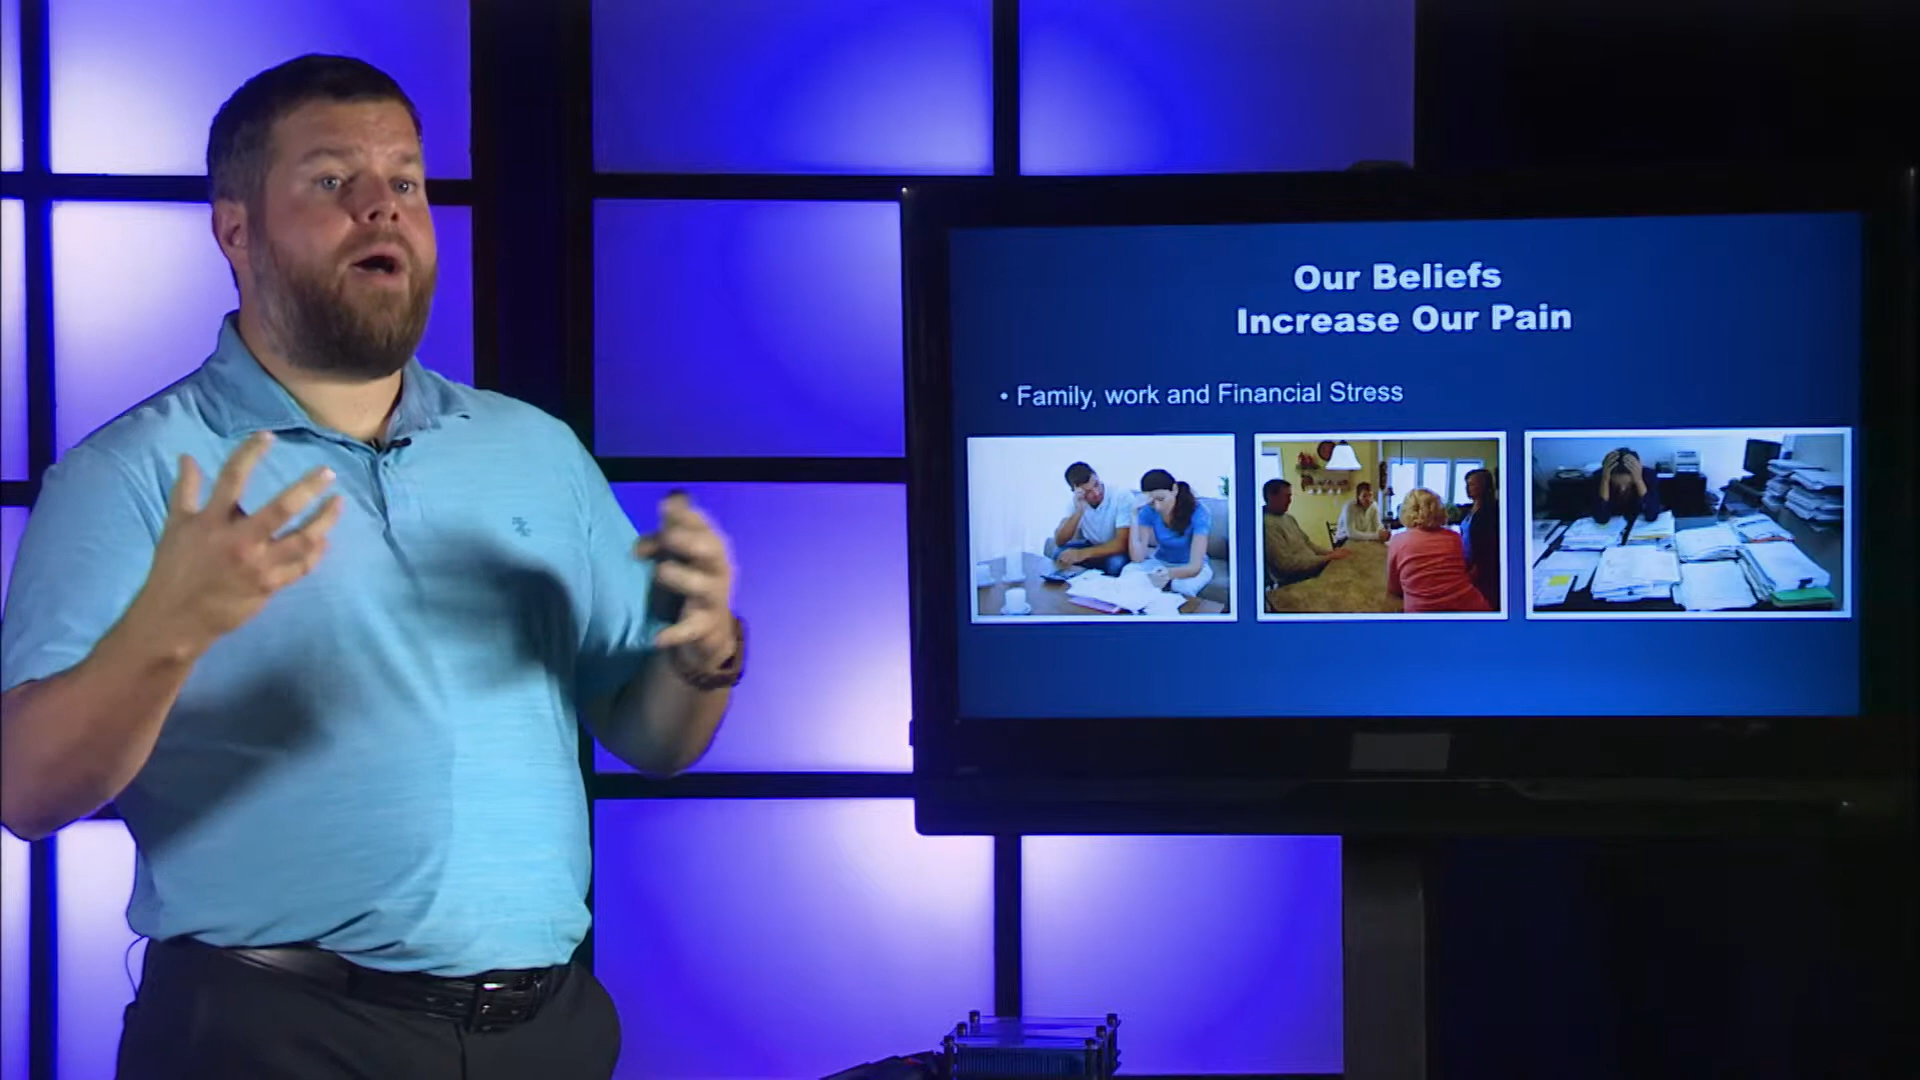 Our Beliefs
Increase Our Pain
• Family, work and Financial Stress